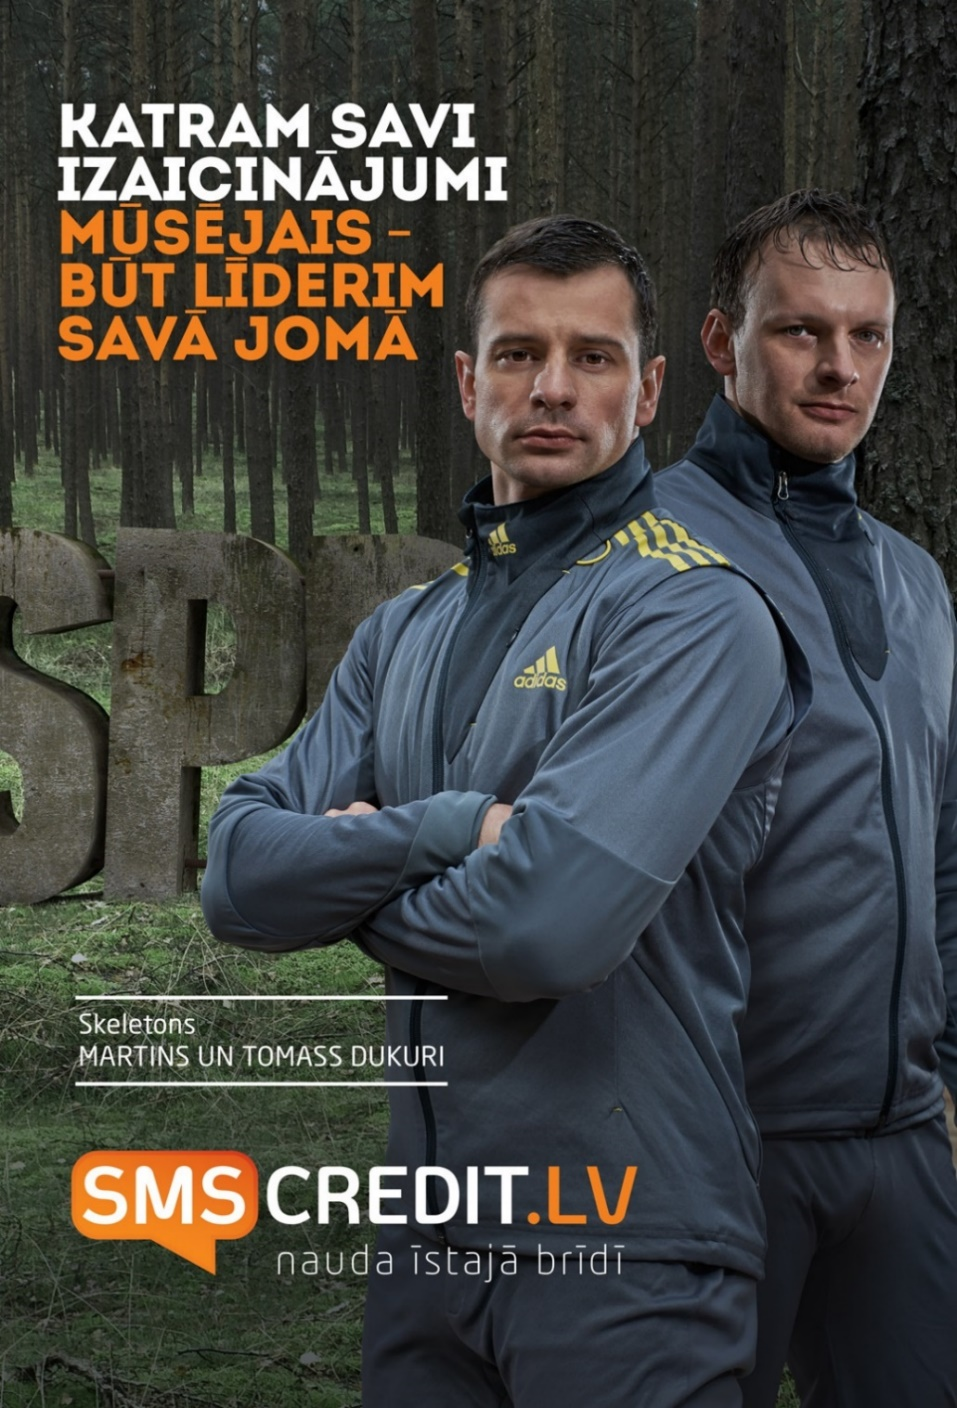 KATRAM SAVI
IZAICINĀJUMI
MŪSĒJAIS –
BŪT LĪDERIM
SAVĀ JOMĀ
adidas
adidas
SP
Skeletons
MARTINS UN TOMASS DUKURI
SMSCREDIT.LV
nauda īstajā brīdī